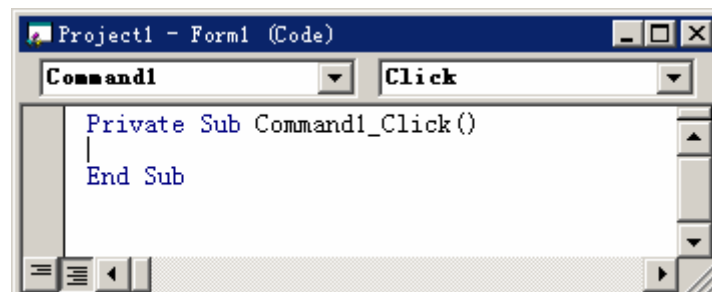 Project1 - Form1 (Code)
Command1 Click
Private Sub Command1_Click()
End Sub